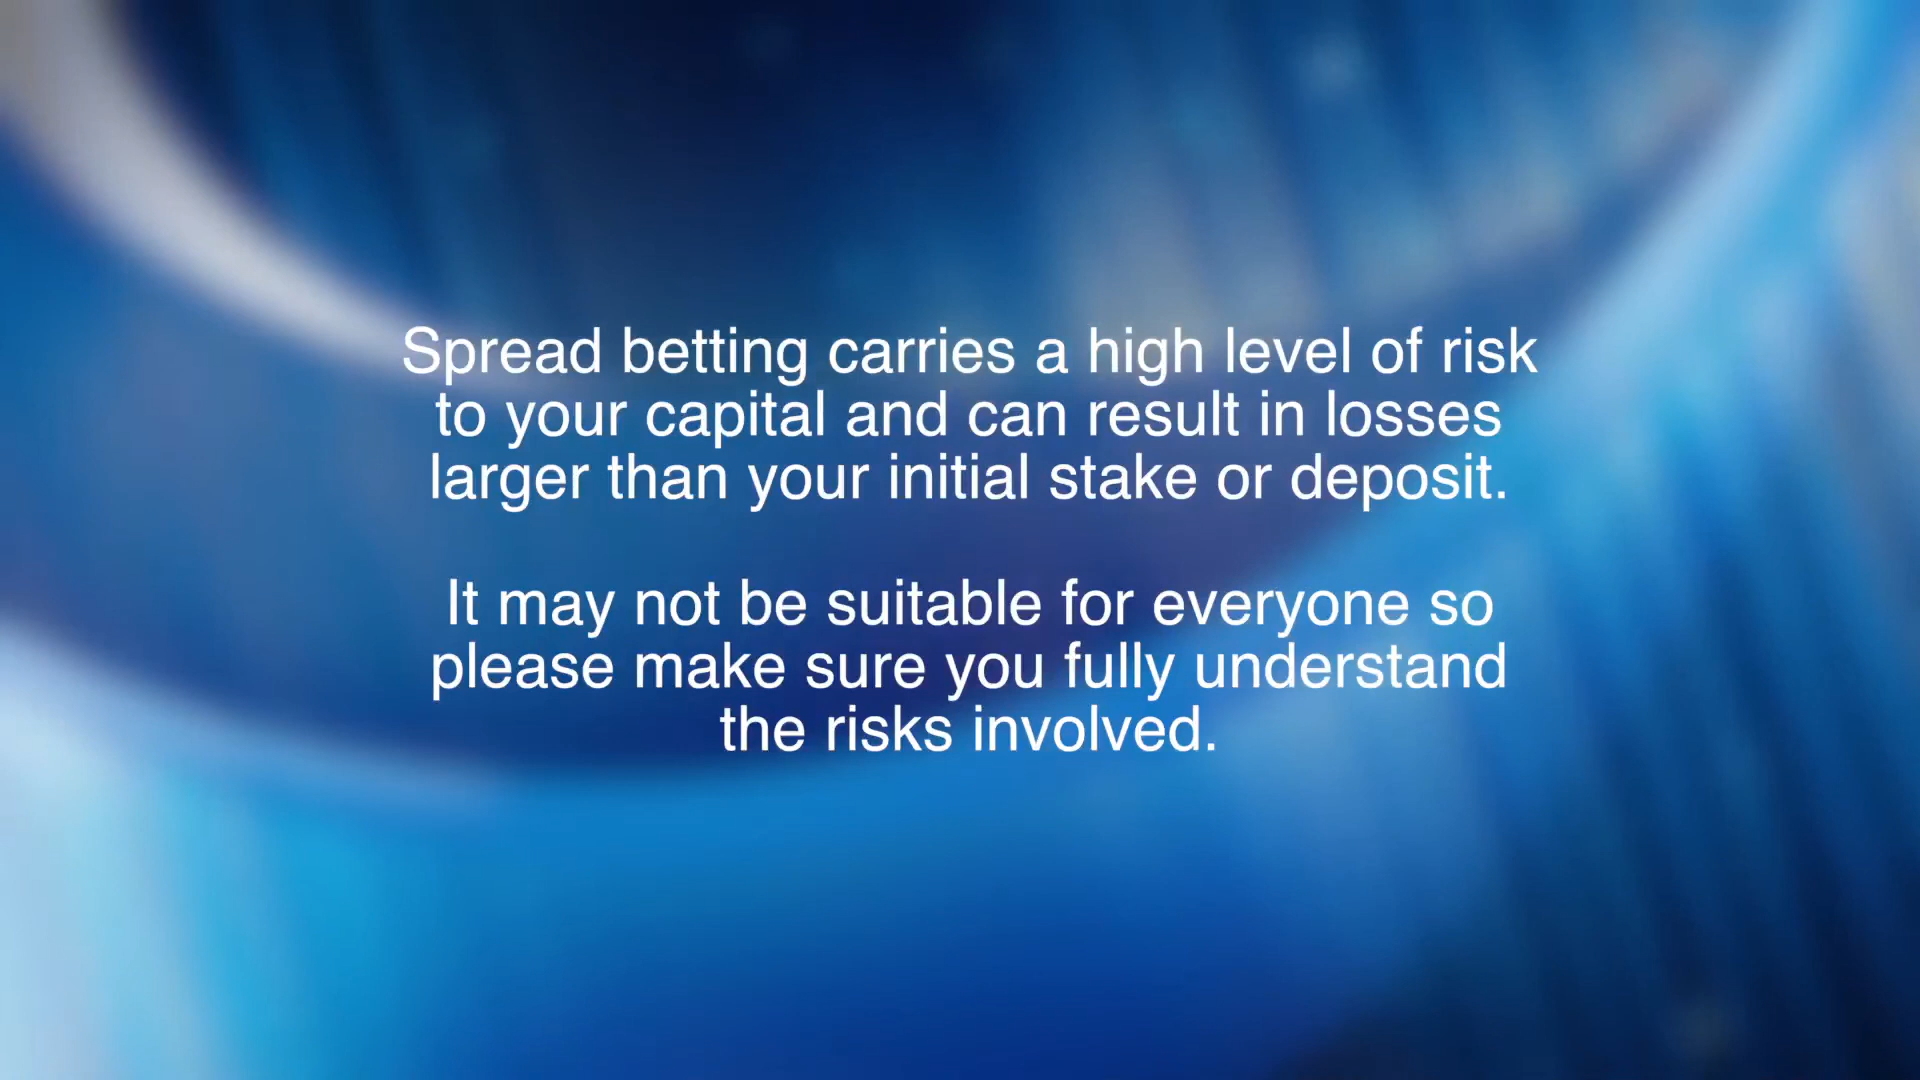 Spread betting carries a high level of risk
to your capital and can result in losses
larger than your initial stake or deposit.
It may not be suitable for everyone so
please make sure you fully understand
the risks involved.